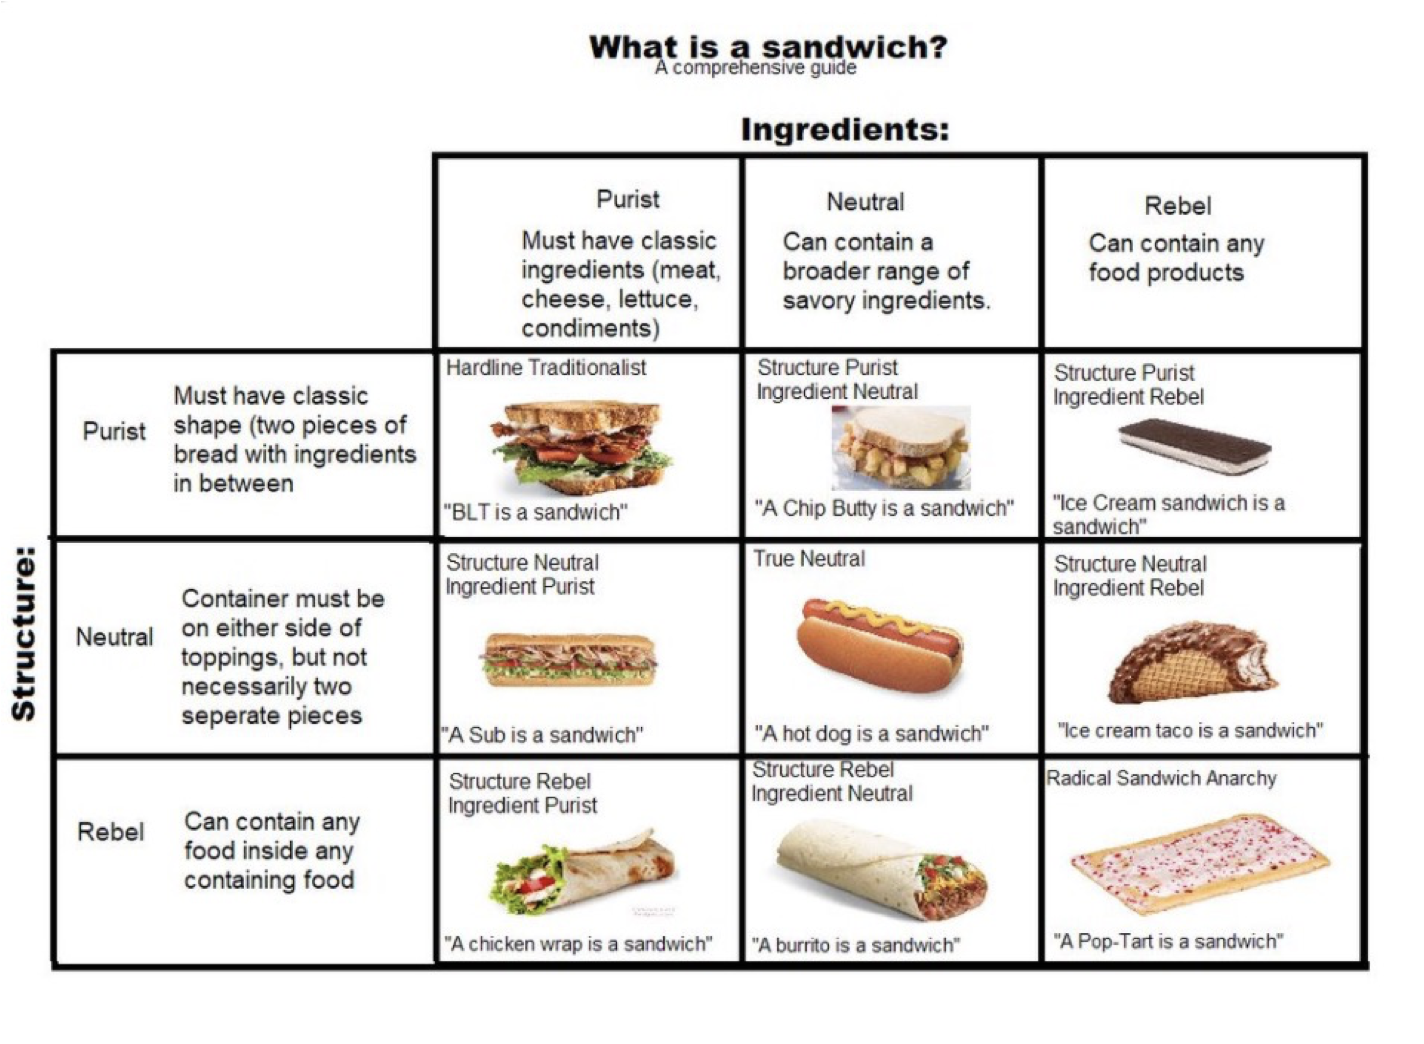 What is a sandwich?
A comprehensive guide
Ingredients:
Purist
Must have classic
ingredients (meat,
cheese, lettuce,
condiments)
Neutral
Can contain a
broader range of
savory ingredients.
Rebel
Can contain any
food products
Structure:
Purist
Must have classic
shape (two pieces of
bread with ingredients
in between
Hardline Traditionalist
"BLT is a sandwich"
Structure Purist
Ingredient Neutral
"A Chip Butty is a sandwich"
Structure Purist
Ingredient Rebel
"Ice Cream sandwich is a
sandwich"
Neutral
Container must be
on either side of
toppings, but not
necessarily two
seperate pieces
Structure Neutral
Ingredient Purist
"A Sub is a sandwich"
True Neutral
"A hot dog is a sandwich"
Structure Neutral
Ingredient Rebel
"Ice cream taco is a sandwich"
Rebel
Can contain any
food inside any
containing food
Structure Rebel
Ingredient Purist
"A chicken wrap is a sandwich"
Structure Rebel
Ingredient Neutral
"A burrito is a sandwich"
Radical Sandwich Anarchy
"A Pop-Tart is a sandwich"